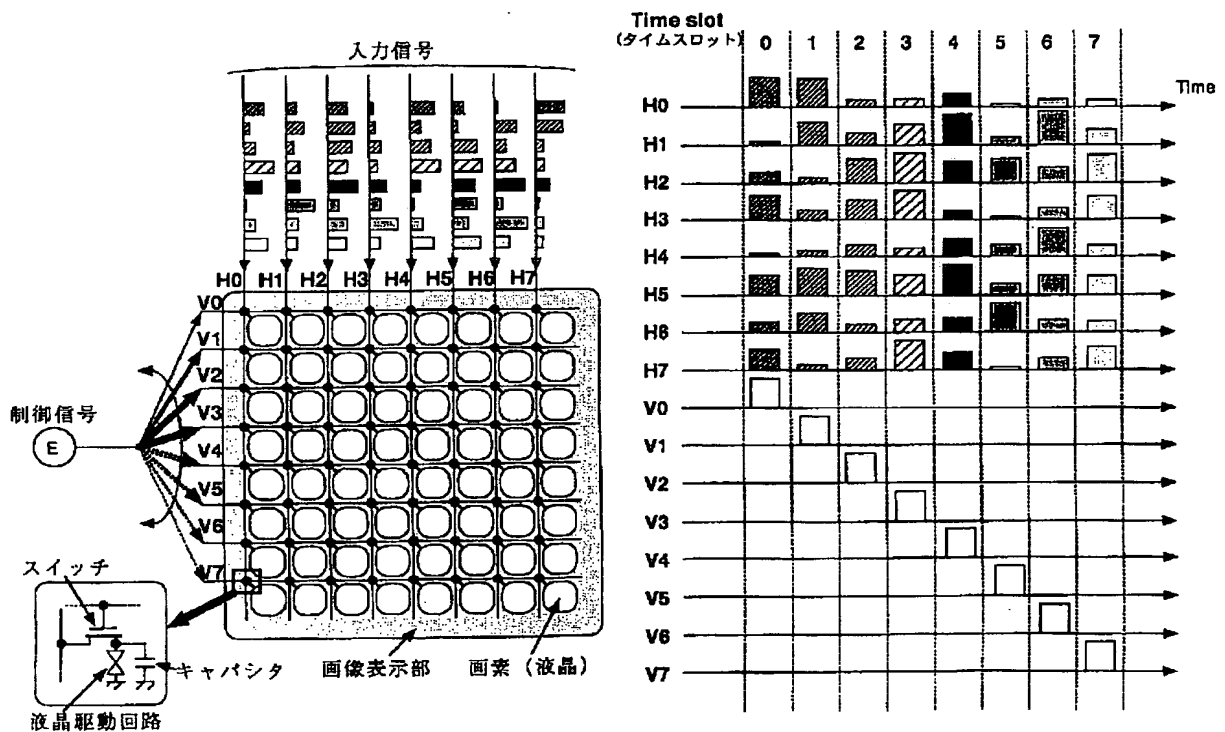 入力信号
H0 H1 H2 H3 H4 H5 H6 H7
V0
V1
V2
V3
V4
V5
V6
V7
制御信号
E
スイッチ
キャパシタ
液晶駆動回路
画像表示部
画素（液晶）
Time slot
(タイムスロット)
0 1 2 3 4 5 6 7
Time
H0
H1
H2
H3
H4
H5
H6
H7
V0
V1
V2
V3
V4
V5
V6
V7